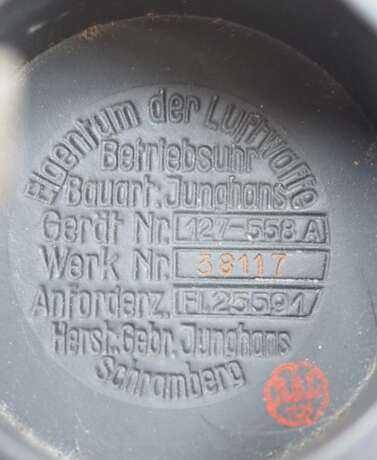 Eigentum der Luftwaffe
Betriebsuhr
Bauart: Junghans
Gerät Nr. 127-558 A
Werk Nr. 38117
Anforderz. Fl.25591
Herst. Gebr. Junghans
Schramberg